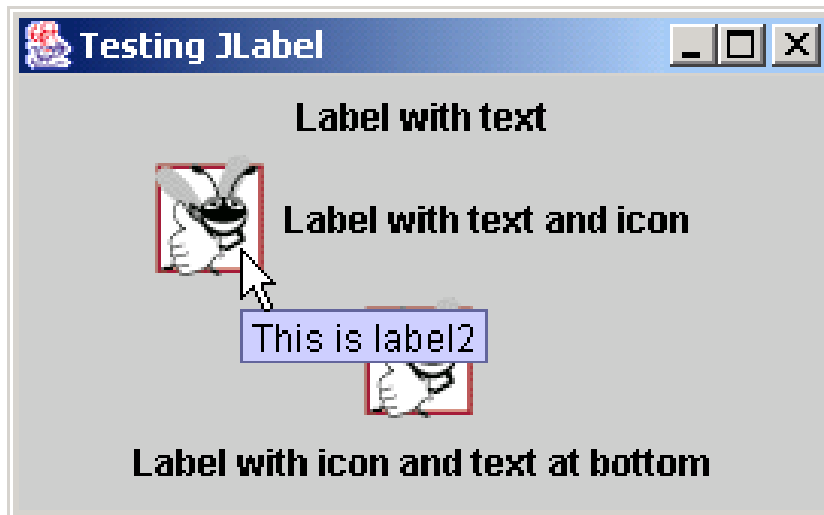 Testing JLabel
Label with text
Label with text and icon
This is label2
Label with icon and text at bottom